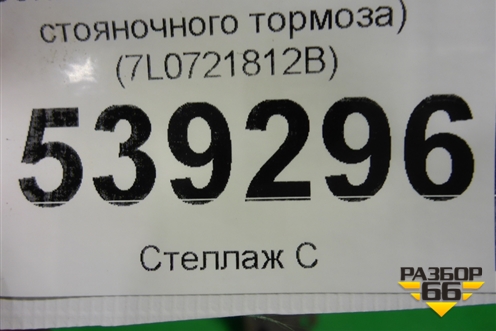 стояночного тормоза)
(7L0721812B)
539296
Стеллаж С
РАЗБОР
66